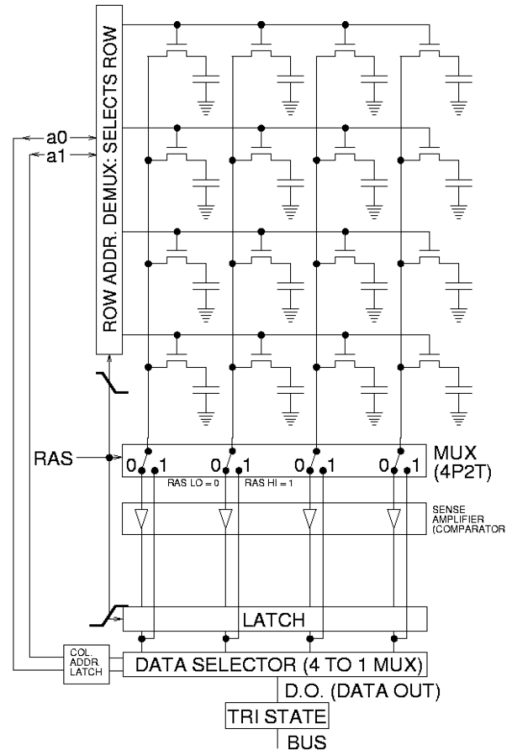 ROW ADDR. DEMUX: SELECTS ROW
a0
a1
RAS
0 1 0 1 0 1 0 1
MUX
(4P2T)
RAS LO = 0 RAS HI = 1
SENSE
AMPLIFIER
(COMPARATOR
LATCH
COL.
ADDR.
LATCH
DATA SELECTOR (4 TO 1 MUX)
D.O. (DATA OUT)
TRI STATE
BUS